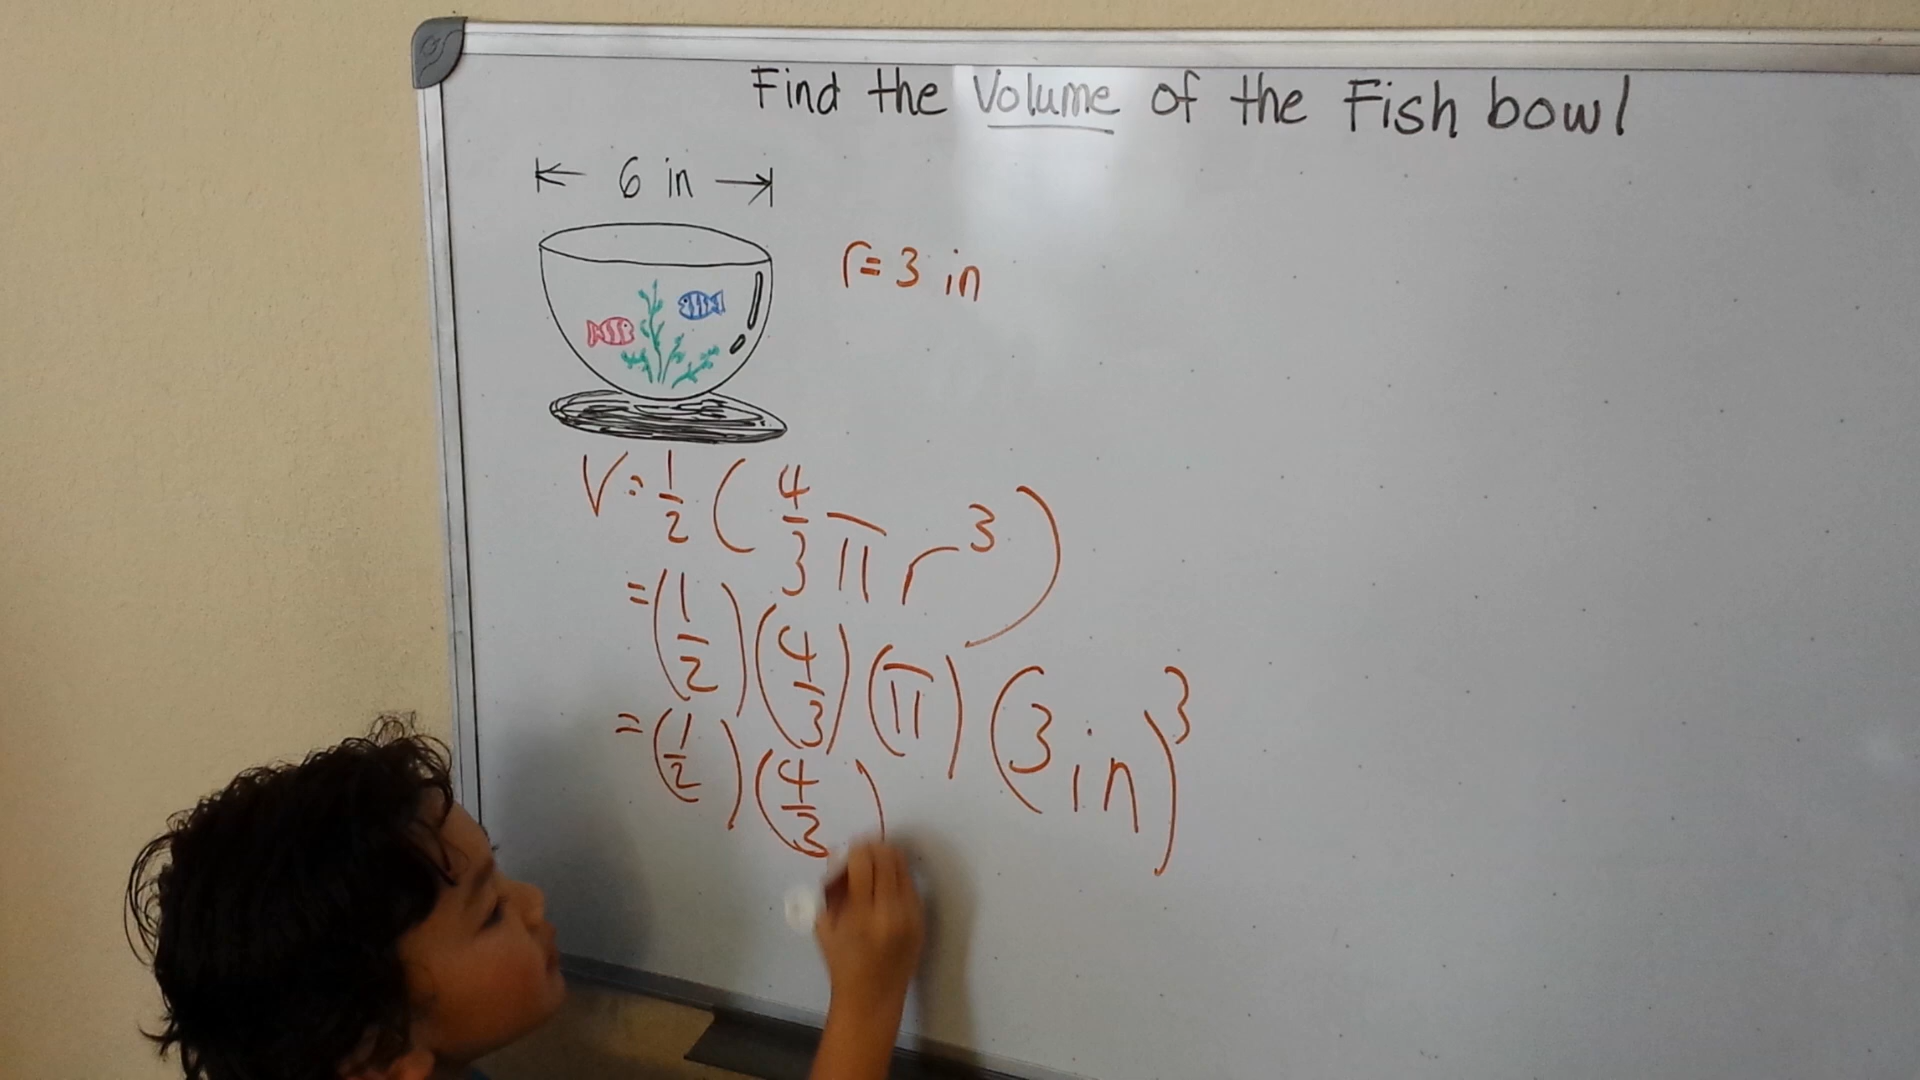 Find the Volume of the Fish bowl
6 in
r = 3 in
V = 1/2 ( 4/3 π r³ )
= (1/2) (4/3) (π) (3 in)³
= (1/2) (4/3)